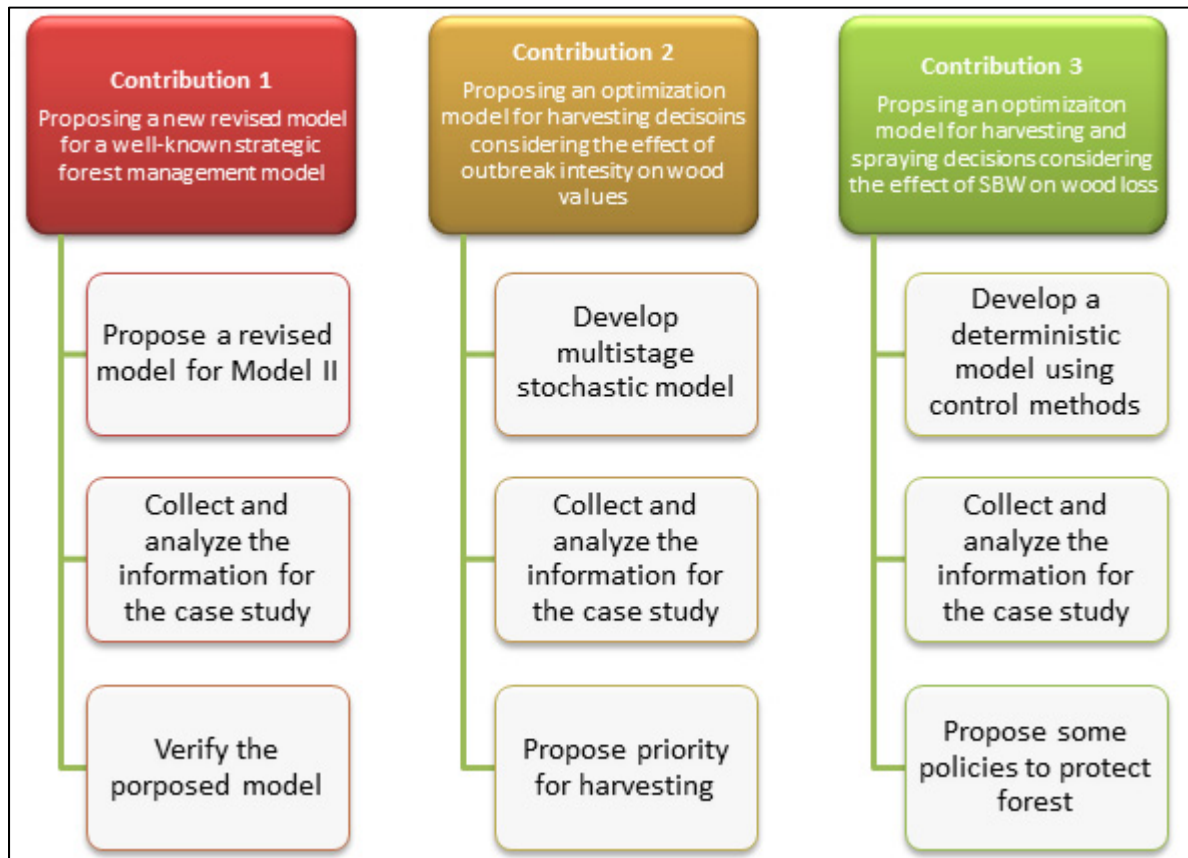 Contribution 1
Proposing a new revised model
for a well-known strategic
forest management model
Propose a revised
model for Model II
Collect and
analyze the
information for
the case study
Verify the
porposed model
Contribution 2
Proposing an optimization
model for harvesting decisoins
considering the effect of
outbreak intesity on wood
values
Develop
multistage
stochastic model
Collect and
analyze the
information for
the case study
Propose priority
for harvesting
Contribution 3
Propsing an optimizaiton
model for harvesting and
spraying decisions considering
the effect of SBW on wood loss
Develop a
deterministic
model using
control methods
Collect and
analyze the
information for
the case study
Propose some
policies to protect
forest